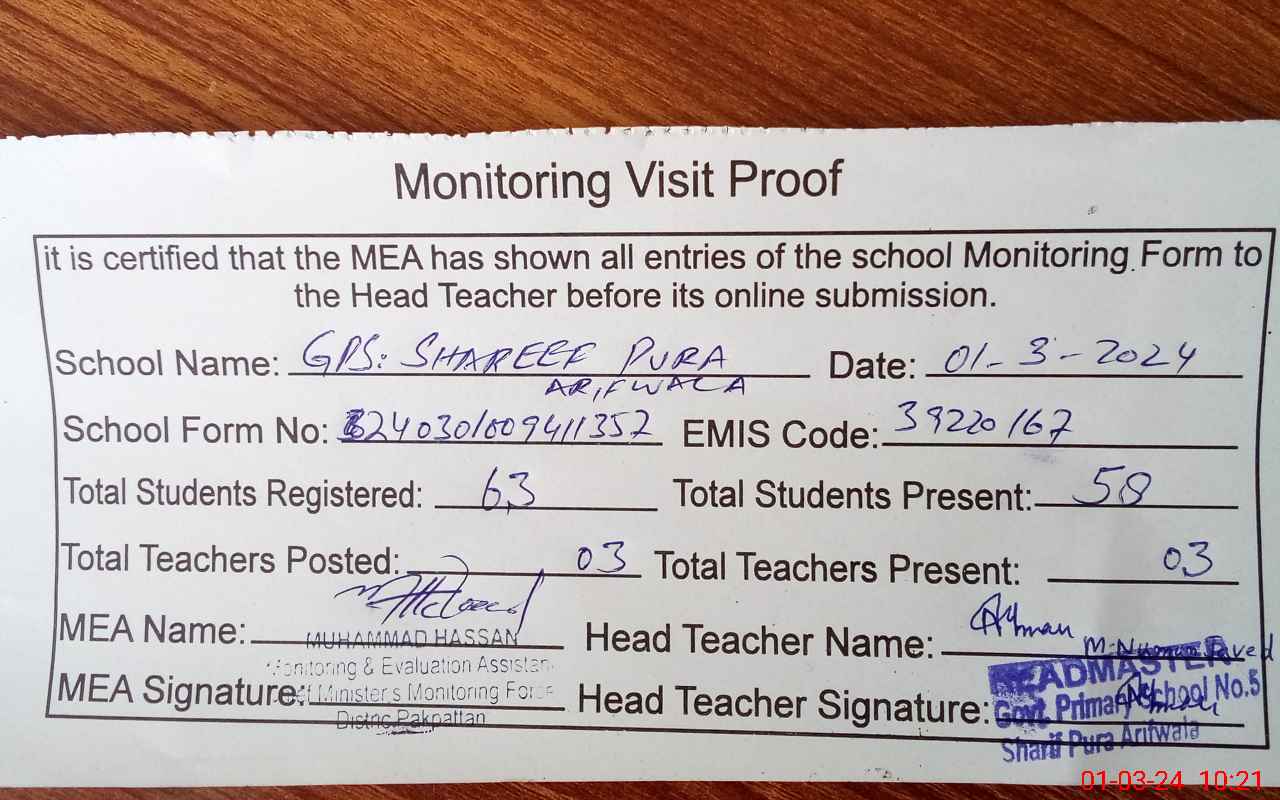 Monitoring Visit Proof
it is certified that the MEA has shown all entries of the school Monitoring Form to
the Head Teacher before its online submission.
School Name: GPS: SHAREEF PURA Date: 01-3-2024
ARIFWALA
School Form No: 6240301009411352 EMIS Code: 39220167
Total Students Registered: 63 Total Students Present: 58
Total Teachers Posted: 03 Total Teachers Present: 03
MEA Name: MUHAMMAD HASSAN Head Teacher Name:
Monitoring & Evaluation Assistan HEADMASTER
MEA Signature: Minister's Monitoring Force Head Teacher Signature: Govt. Primary School No.5
Distric Pakpattan Sharif Pura Arifwala
01-03-24 10:21